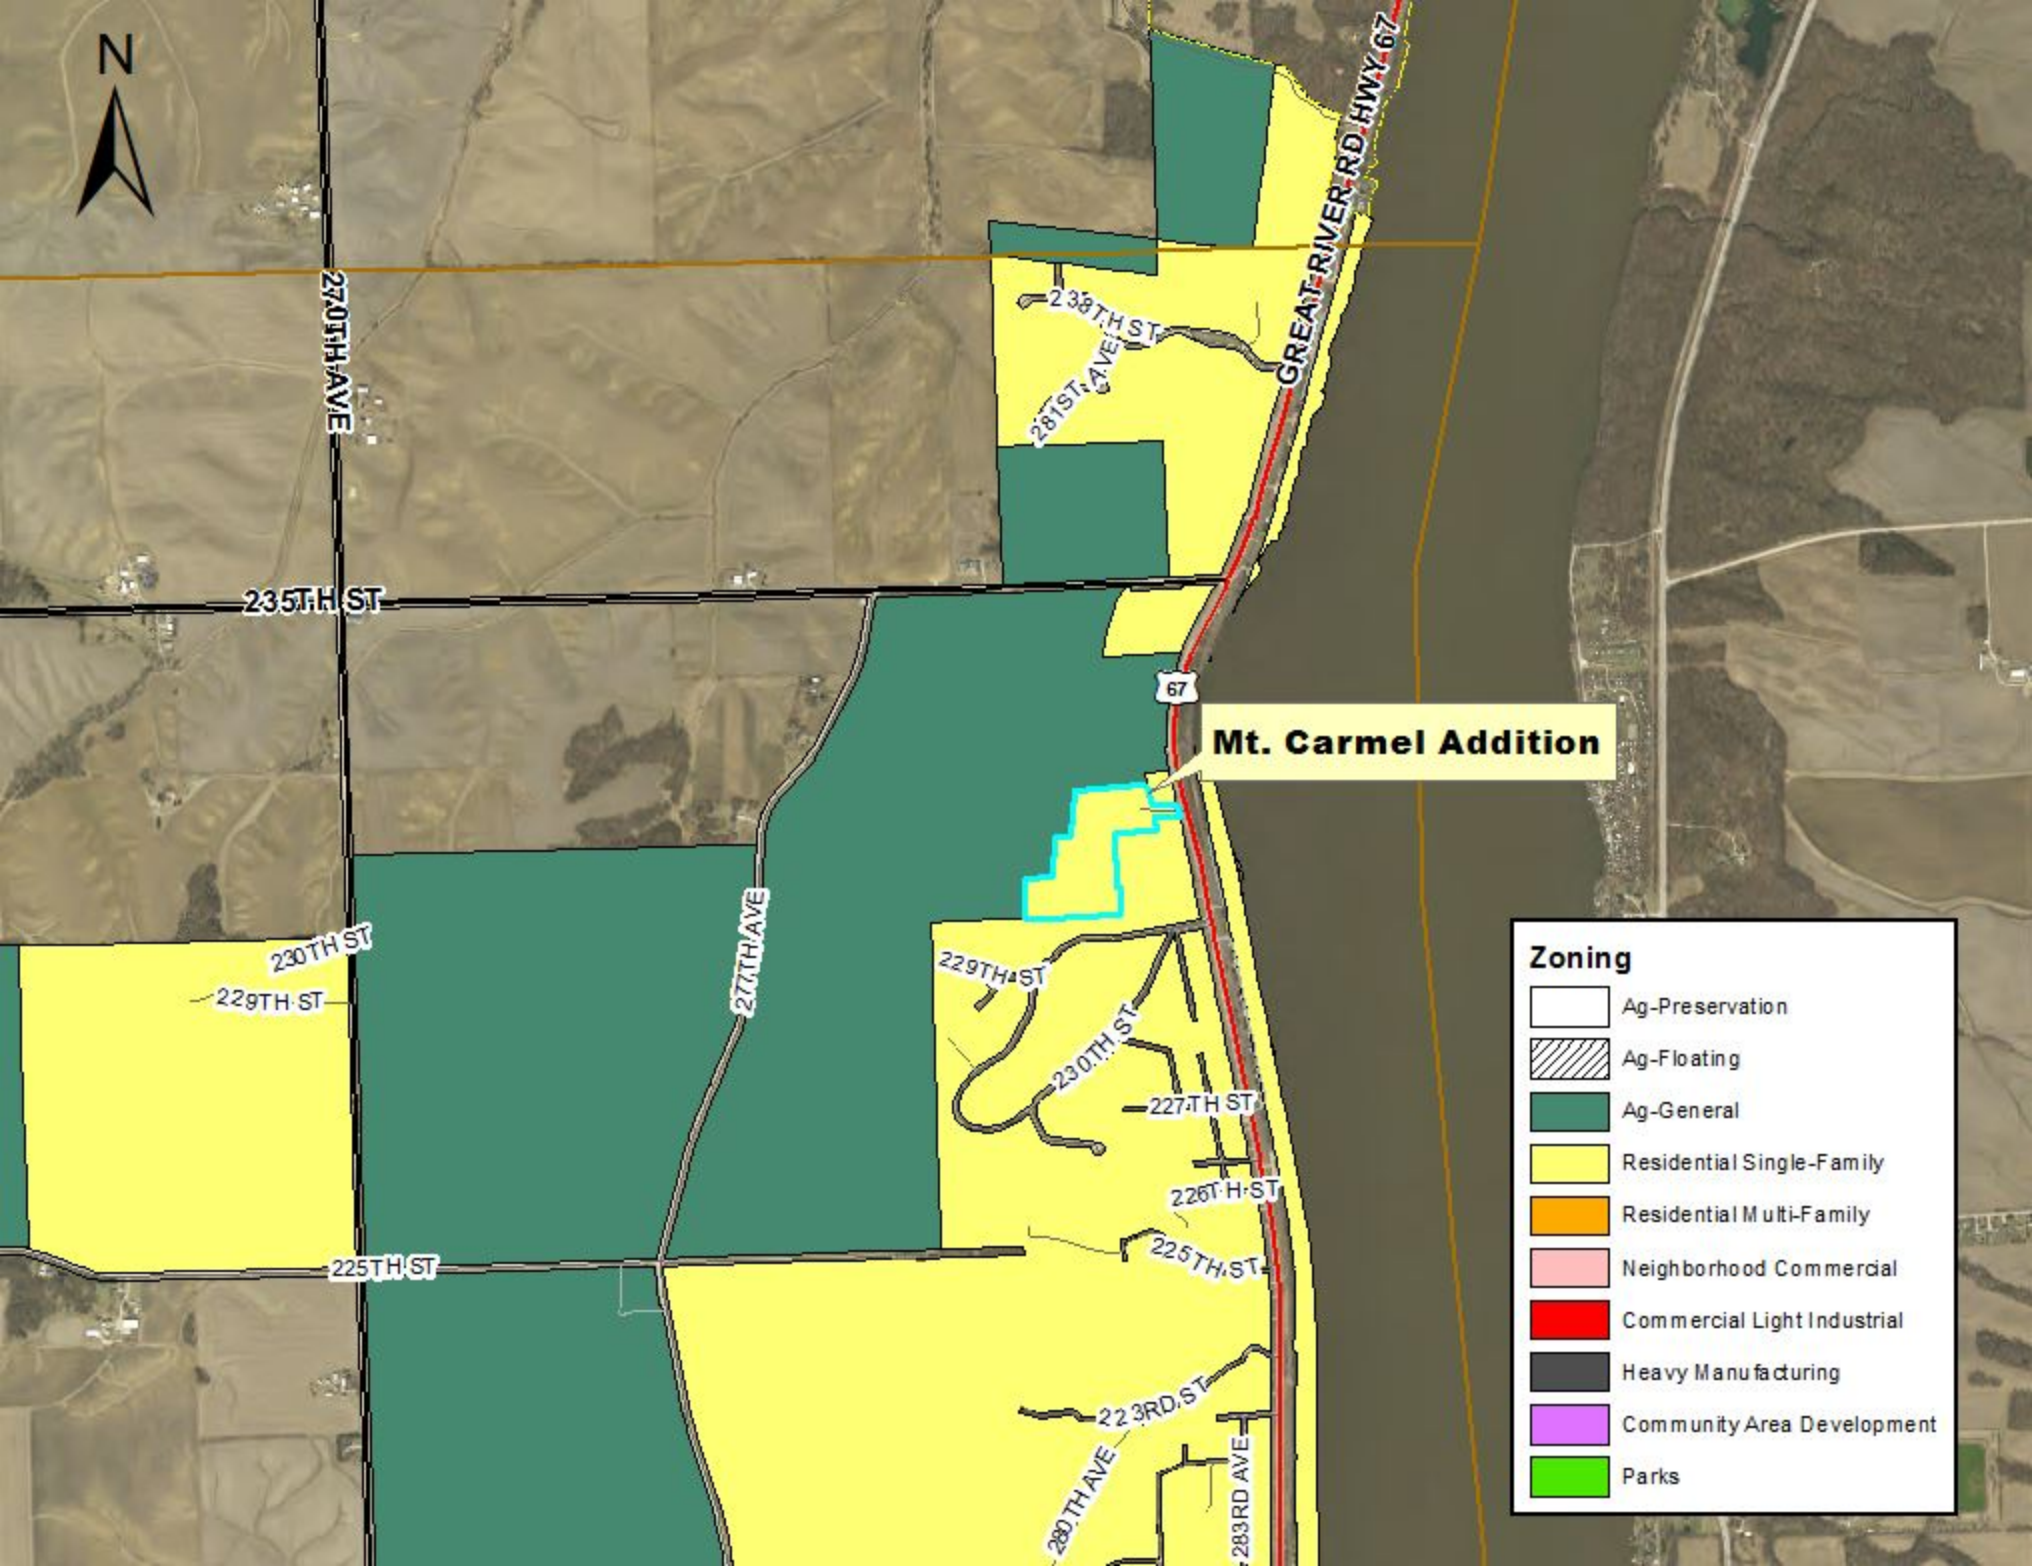 N
GREAT RIVER RD HWY 67
270TH AVE
238TH ST
281ST AVE
235TH ST
67
Mt. Carmel Addition
277TH AVE
230TH ST
229TH ST
229TH ST
230TH ST
227TH ST
226TH ST
225TH ST
225TH ST
223RD ST
280TH AVE
283RD AVE
Zoning
Ag-Preservation
Ag-Floating
Ag-General
Residential Single-Family
Residential Multi-Family
Neighborhood Commercial
Commercial Light Industrial
Heavy Manufacturing
Community Area Development
Parks